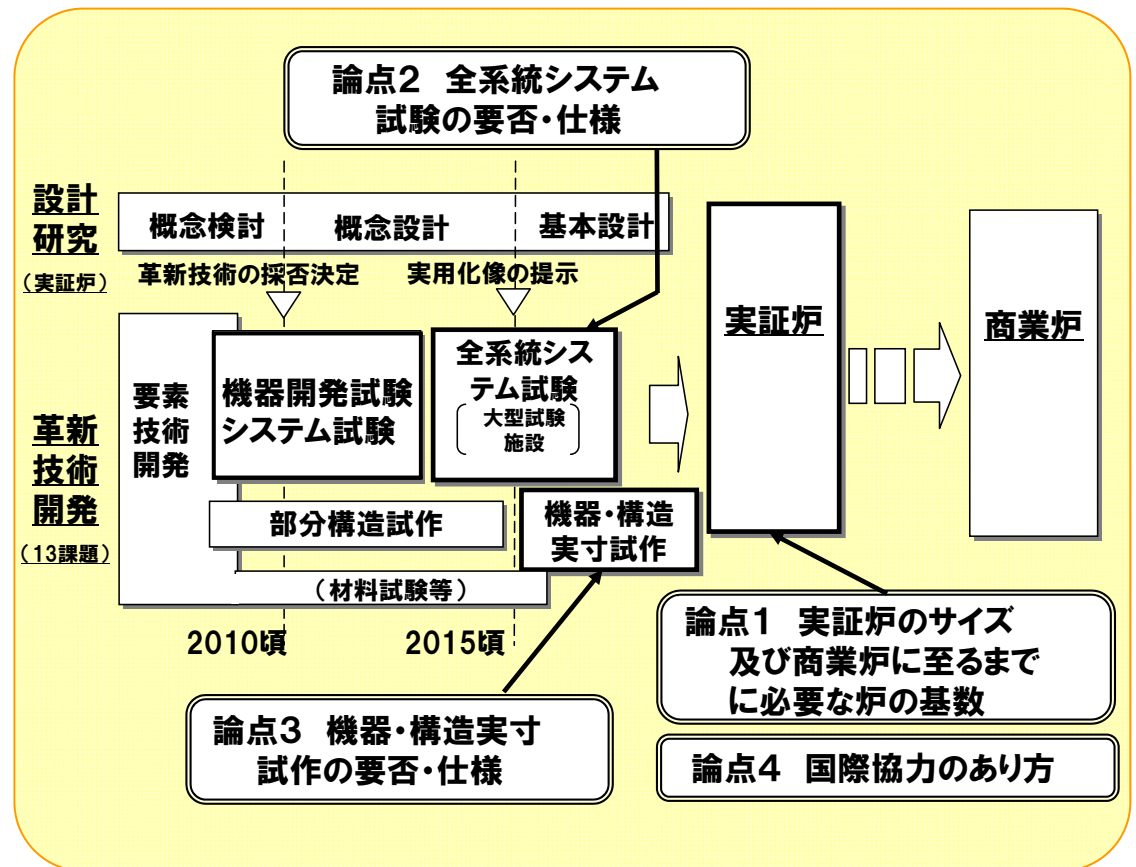 論点2　全系統システム
試験の要否・仕様
設計
研究
（実証炉）
概念検討
概念設計
基本設計
革新技術の採否決定
実用化像の提示
革新
技術
開発
（13課題）
要素
技術
開発
機器開発試験
システム試験
全系統シス
テム試験
大型試験
施設
部分構造試作
機器・構造
実寸試作
（材料試験等）
2010頃
2015頃
実証炉
商業炉
論点1　実証炉のサイズ
及び商業炉に至るまで
に必要な炉の基数
論点3　機器・構造実寸
試作の要否・仕様
論点4　国際協力のあり方